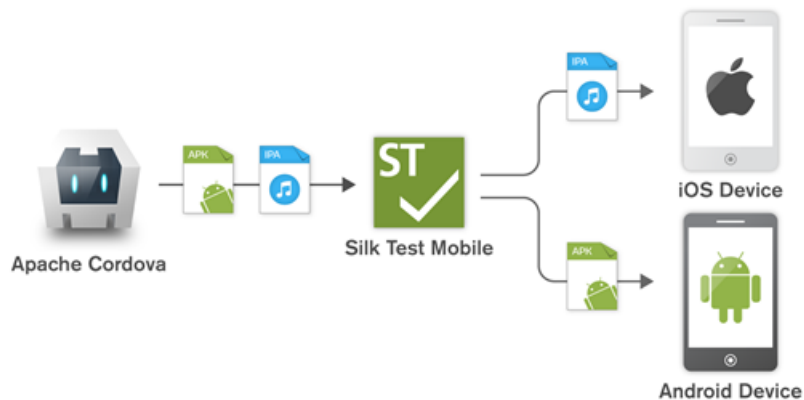 APK
IPA
ST
IPA
APK
Apache Cordova
Silk Test Mobile
iOS Device
Android Device